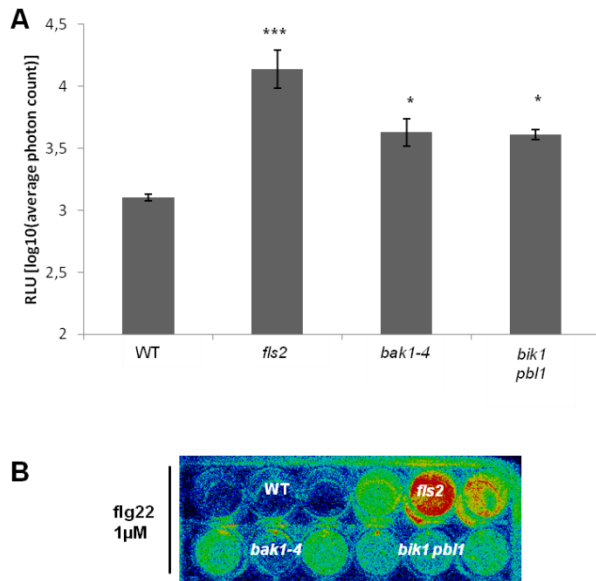 A
RLU [log10(average photon count)]
4,5
4
3,5
3
2,5
2
***
*
*
WT
fls2
bak1-4
bik1
pbl1
B
flg22
1μM
WT
fls2
bak1-4
bik1 pbl1